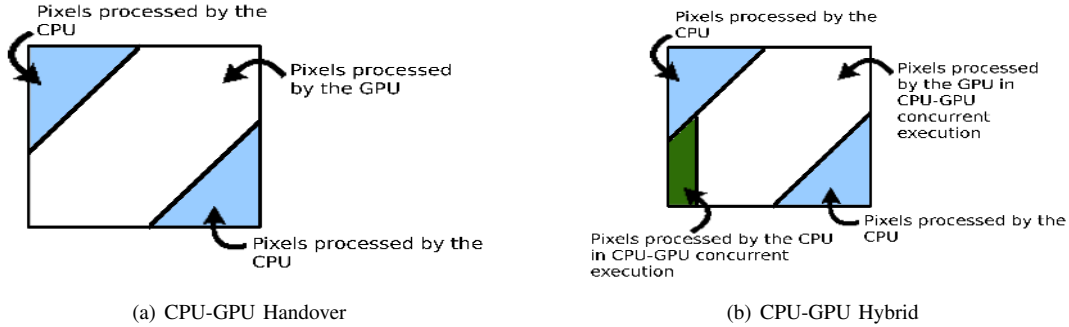 Pixels processed by the
CPU
Pixels processed
by the GPU
Pixels processed by the
CPU
(a) CPU-GPU Handover
Pixels processed by the
CPU
Pixels processed
by the GPU in
CPU-GPU
concurrent
execution
Pixels processed by the
CPU
Pixels processed by the CPU
in CPU-GPU concurrent
execution
(b) CPU-GPU Hybrid